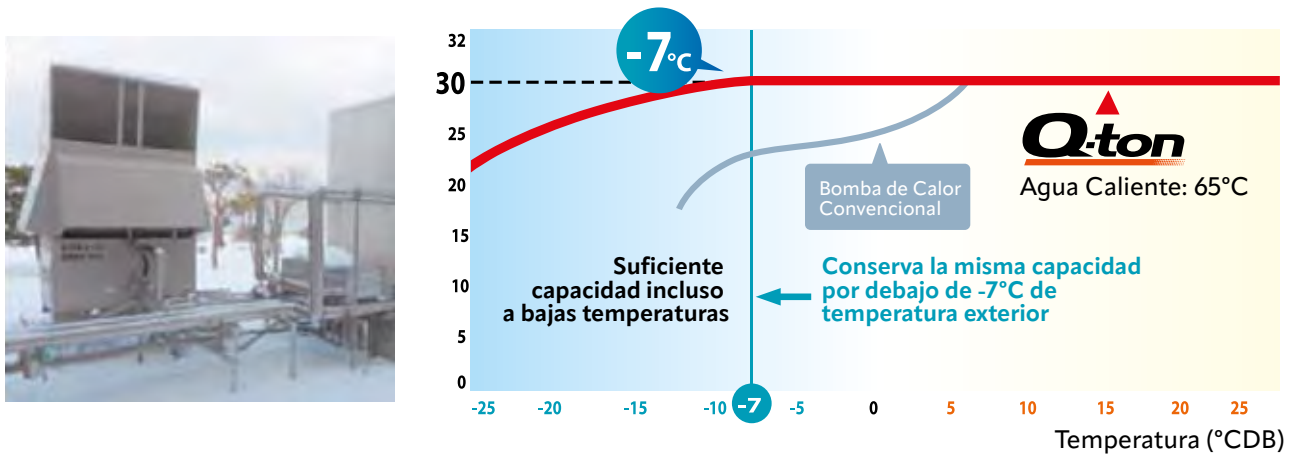 32
30
25
20
15
10
5
0
-7°C
Q-ton
Agua Caliente: 65°C
Bomba de Calor
Convencional
Suficiente
capacidad incluso
a bajas temperaturas
Conserva la misma capacidad
por debajo de -7°C de
temperatura exterior
-25 -20 -15 -10 -7 -5 0 5 10 15 20 25
Temperatura (°CDB)